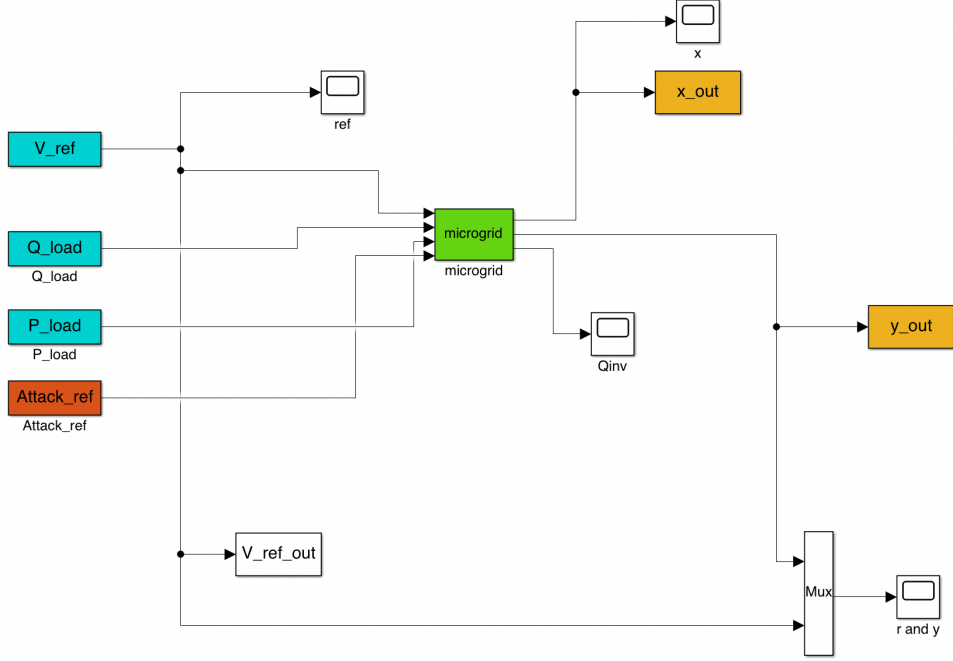 x
x_out
ref
V_ref
microgrid
microgrid
Q_load
Q_load
P_load
P_load
y_out
Qinv
Attack_ref
Attack_ref
V_ref_out
Mux
r and y